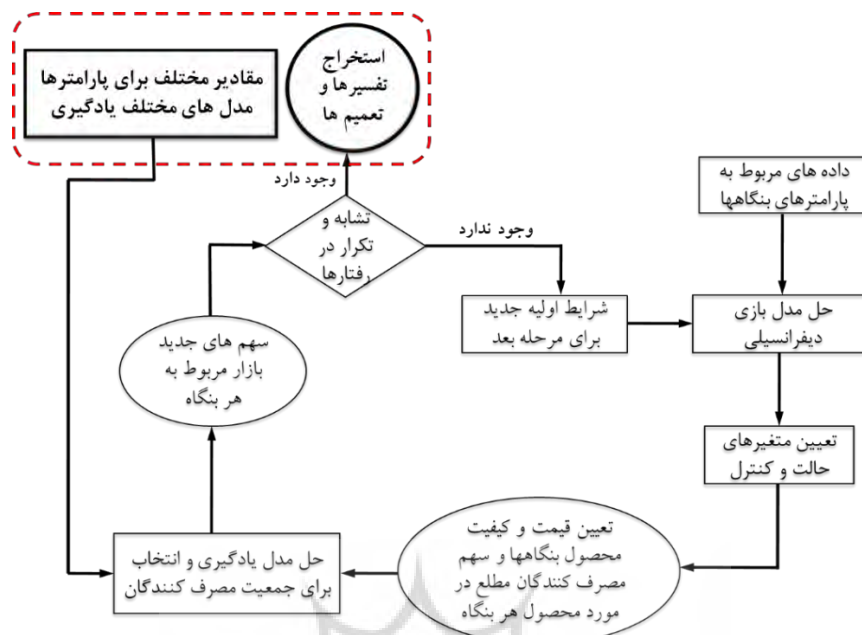 استخراج
تفسیرها و
تعمیم ها
مقادیر مختلف برای پارامترها
مدل های مختلف یادگیری
داده های مربوط به
پارامترهای بنگاهها
وجود دارد
تشابه و
تکرار در
رفتارها
وجود ندارد
شرایط اولیه جدید
برای مرحله بعد
حل مدل بازی
دیفرانسیلی
سهم های جدید
بازار مربوط به
هر بنگاه
تعیین متغیرهای
حالت و کنترل
تعیین قیمت و کیفیت
محصول بنگاهها و سهم
مصرف کنندگان مطلع در
مورد محصول هر بنگاه
حل مدل یادگیری و انتخاب
برای جمعیت مصرف کنندگان